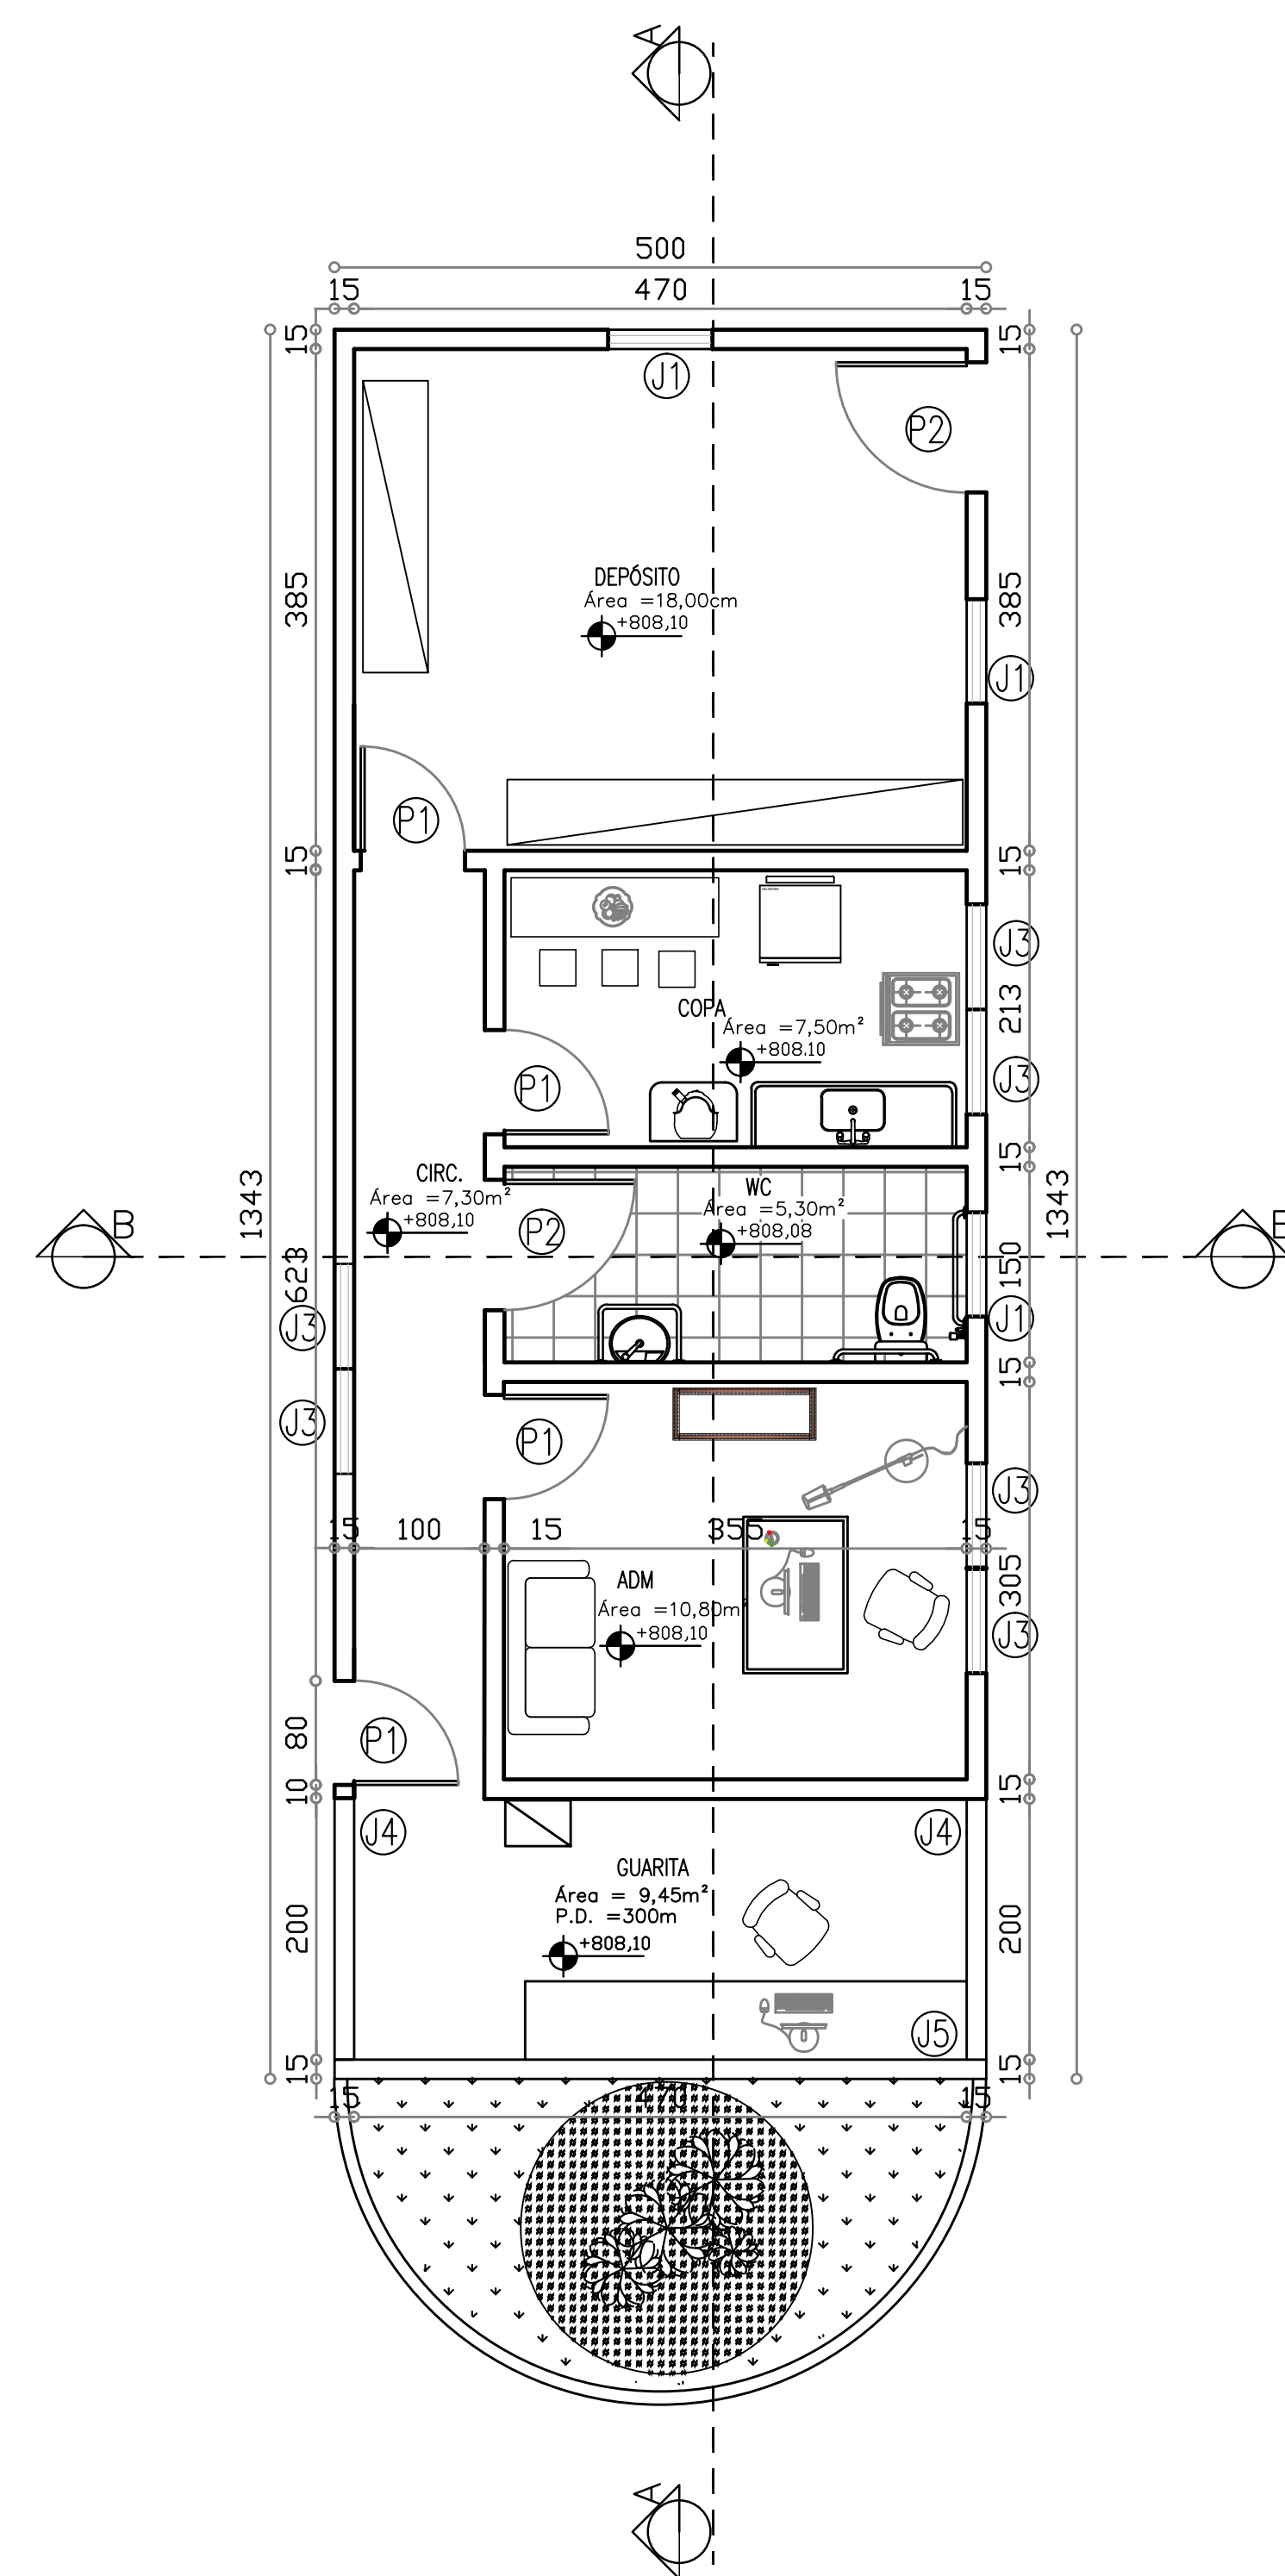 A
500
15 470 15
15 15
J1
P2
DEPÓSITO
Área =18,00cm
+808,10
385 385
J1
P1
15 15
J3
COPA
Área =7,50m²
+808.10
213
J3
P1
15
CIRC.
Área =7,30m²
+808,10
WC
Área =5,30m²
+808,08
P2
1343 1343
B
623 150
J3 J1
15
J3
P1
J3
15 100 15 355 15
305
ADM
Área =10,80m²
+808,10
J3
P1
80
10 15
J4 J4
GUARITA
Área = 9,45m²
P.D. =300m
+808,10
200 200
J5
15 15
15 470 15
A